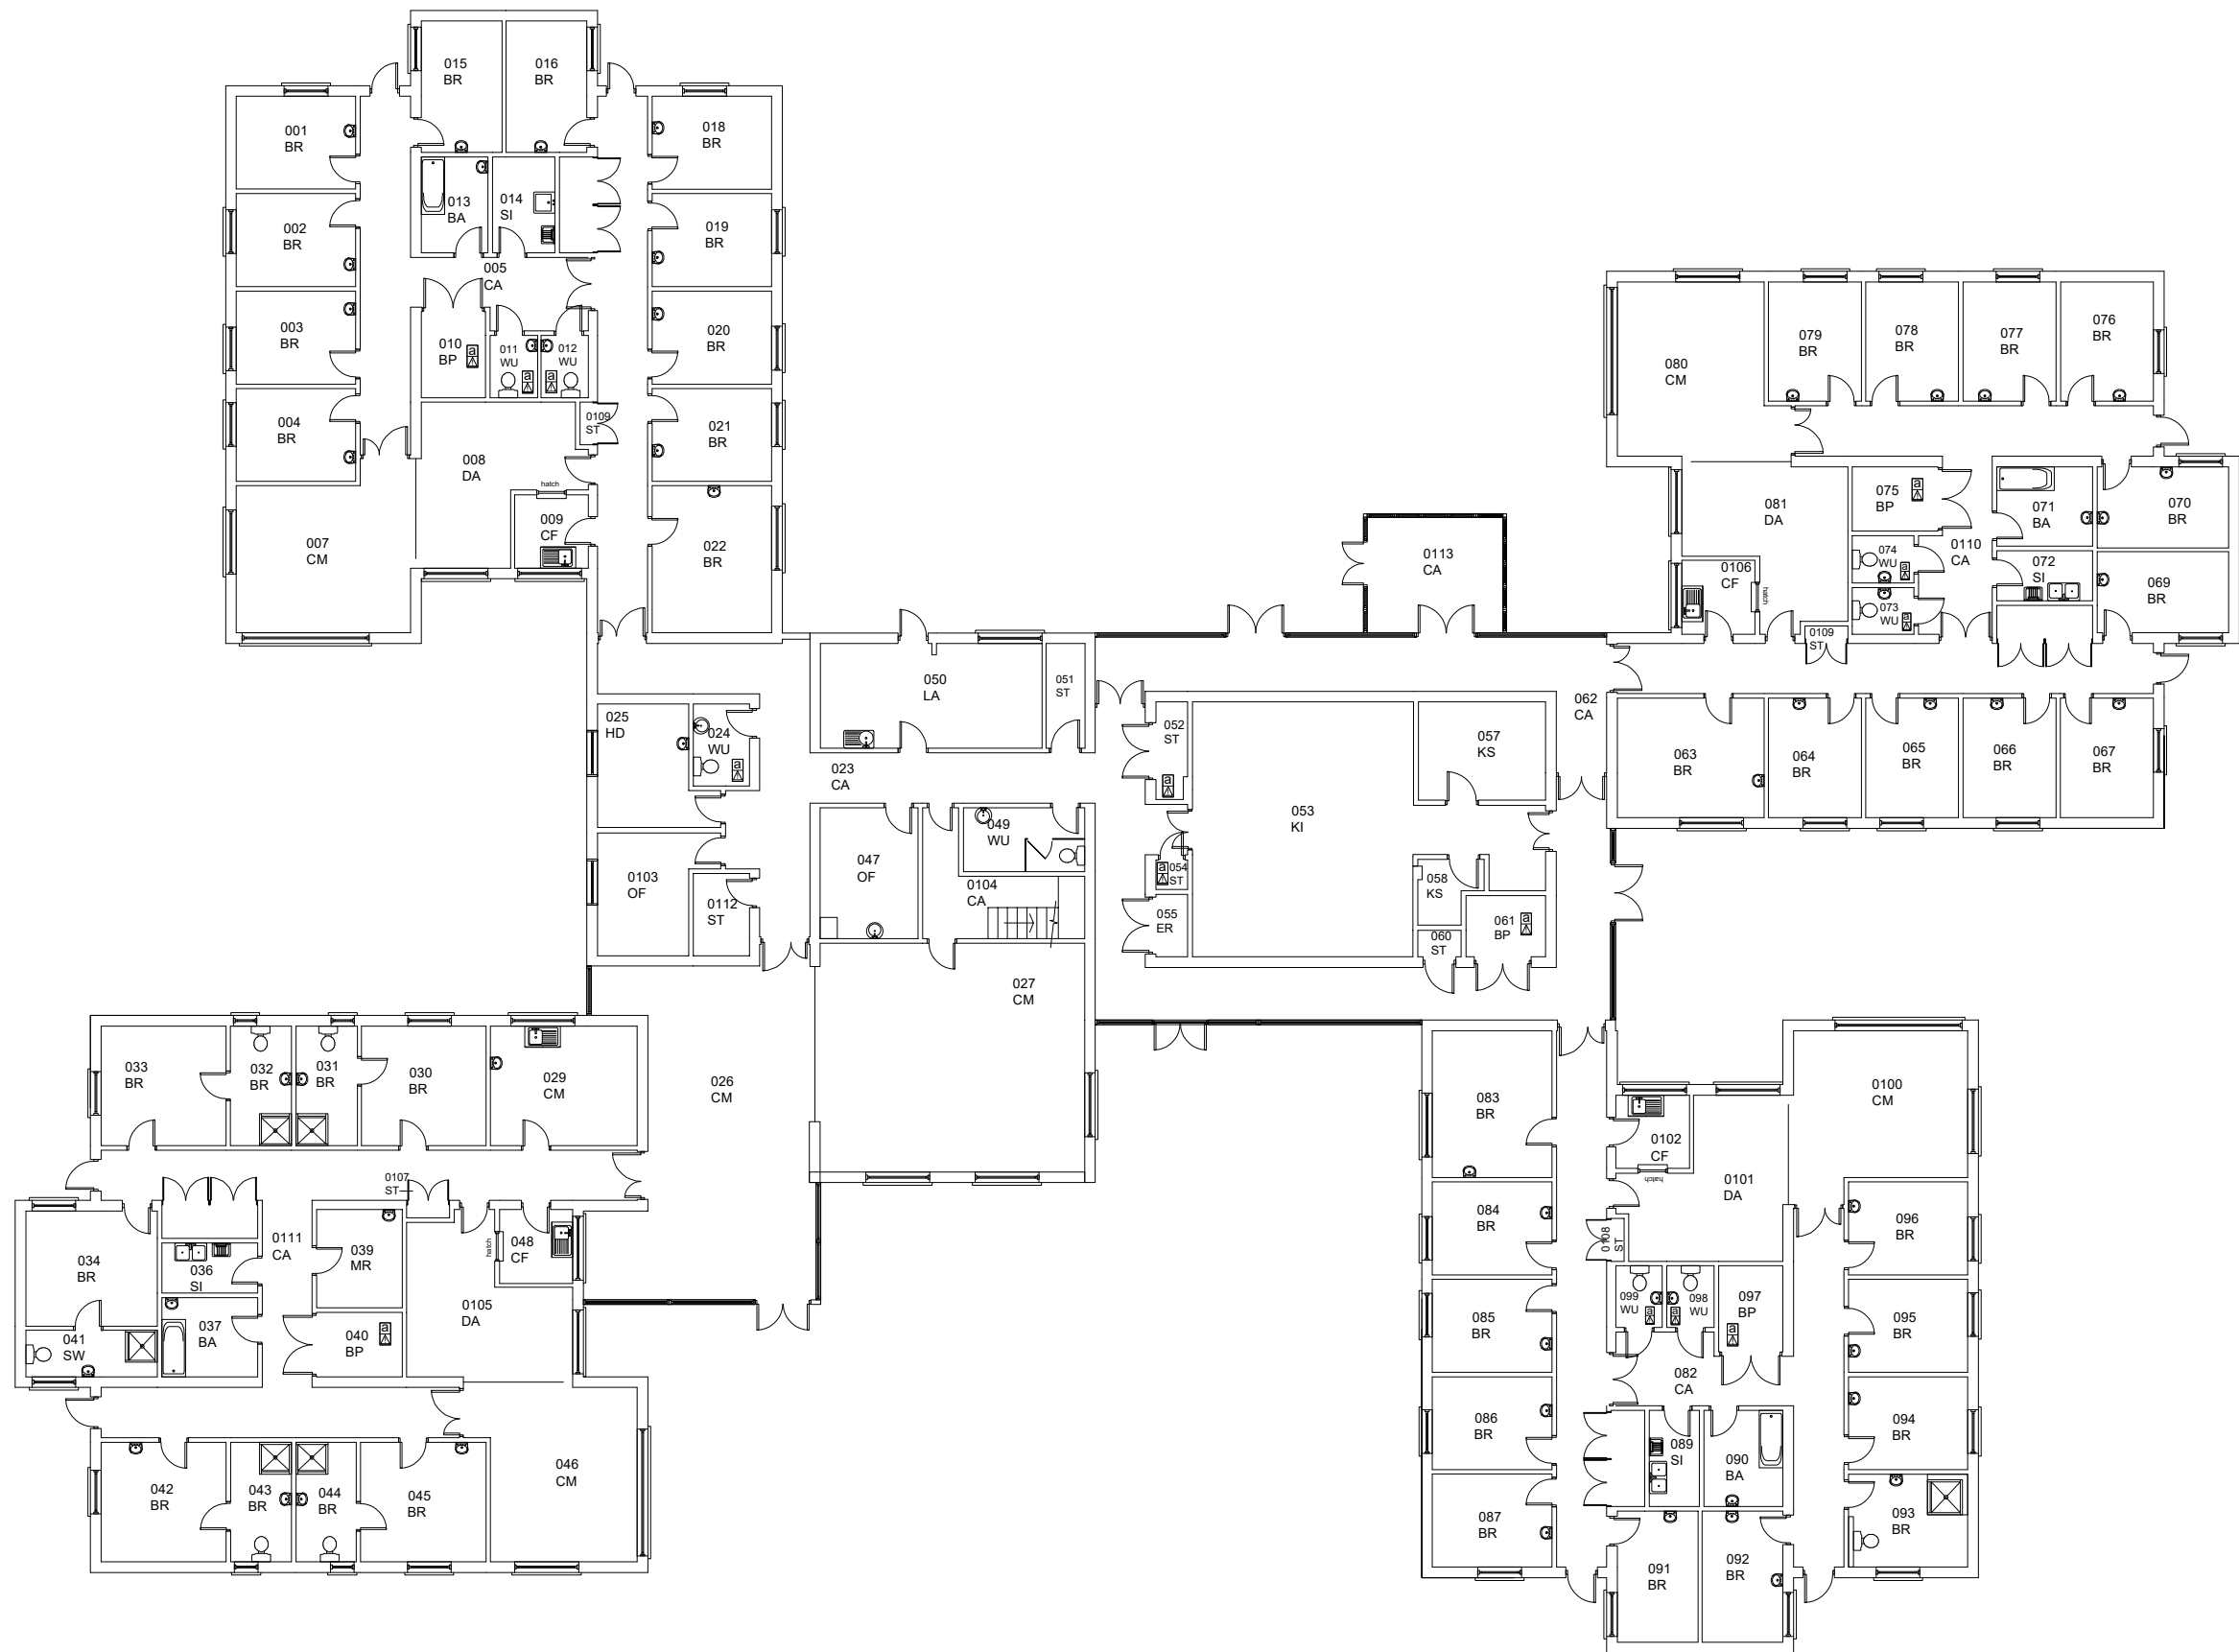 015
BR
016
BR
001
BR
018
BR
013
BA
014
SI
002
BR
019
BR
005
CA
003
BR
010
BP
a
011
WU
a
012
WU
a
020
BR
004
BR
0109
ST
021
BR
008
DA
hatch
009
CF
007
CM
022
BR
080
CM
079
BR
078
BR
077
BR
076
BR
081
DA
075
BP
a
071
BA
070
BR
074
WU
a
0110
CA
072
SI
069
BR
0106
CF
hatch
073
WU
a
0109
ST
0113
CA
050
LA
051
ST
025
HD
024
WU
a
023
CA
052
ST
a
057
KS
062
CA
063
BR
064
BR
065
BR
066
BR
067
BR
053
KI
049
WU
047
OF
0103
OF
0112
ST
0104
CA
a
054
ST
055
ER
058
KS
060
ST
061
BP
a
027
CM
033
BR
032
BR
031
BR
030
BR
029
CM
026
CM
083
BR
0100
CM
0102
CF
hatch
0101
DA
0107
ST
034
BR
036
SI
0111
CA
039
MR
hatch
048
CF
084
BR
0108
ST
096
BR
041
SW
037
BA
040
BP
a
0105
DA
085
BR
099
WU
a
098
WU
a
097
BP
a
095
BR
082
CA
086
BR
094
BR
042
BR
043
BR
044
BR
045
BR
046
CM
089
SI
090
BA
087
BR
093
BR
091
BR
092
BR